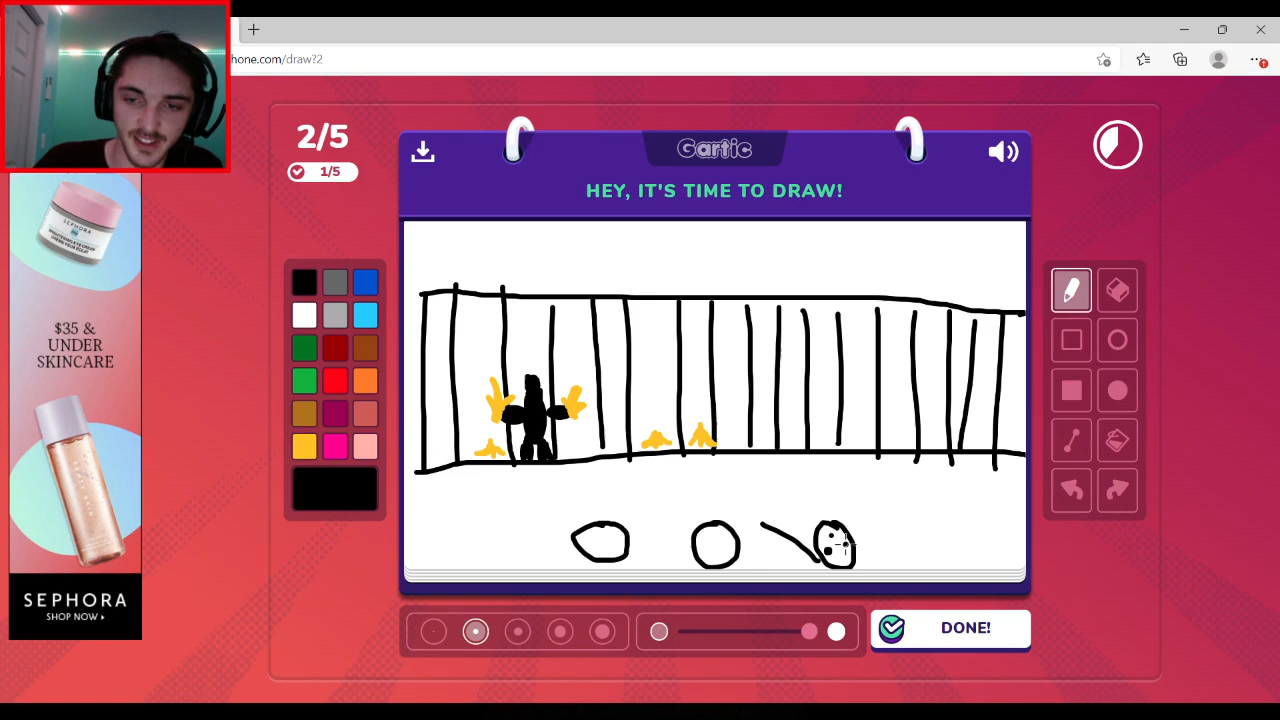 hone.com/draw?2
2/5
1/5
Gartic
HEY, IT'S TIME TO DRAW!
SEPHORA
$35 &
UNDER
SKINCARE
SEPHORA
SHOP NOW ▸
DONE!